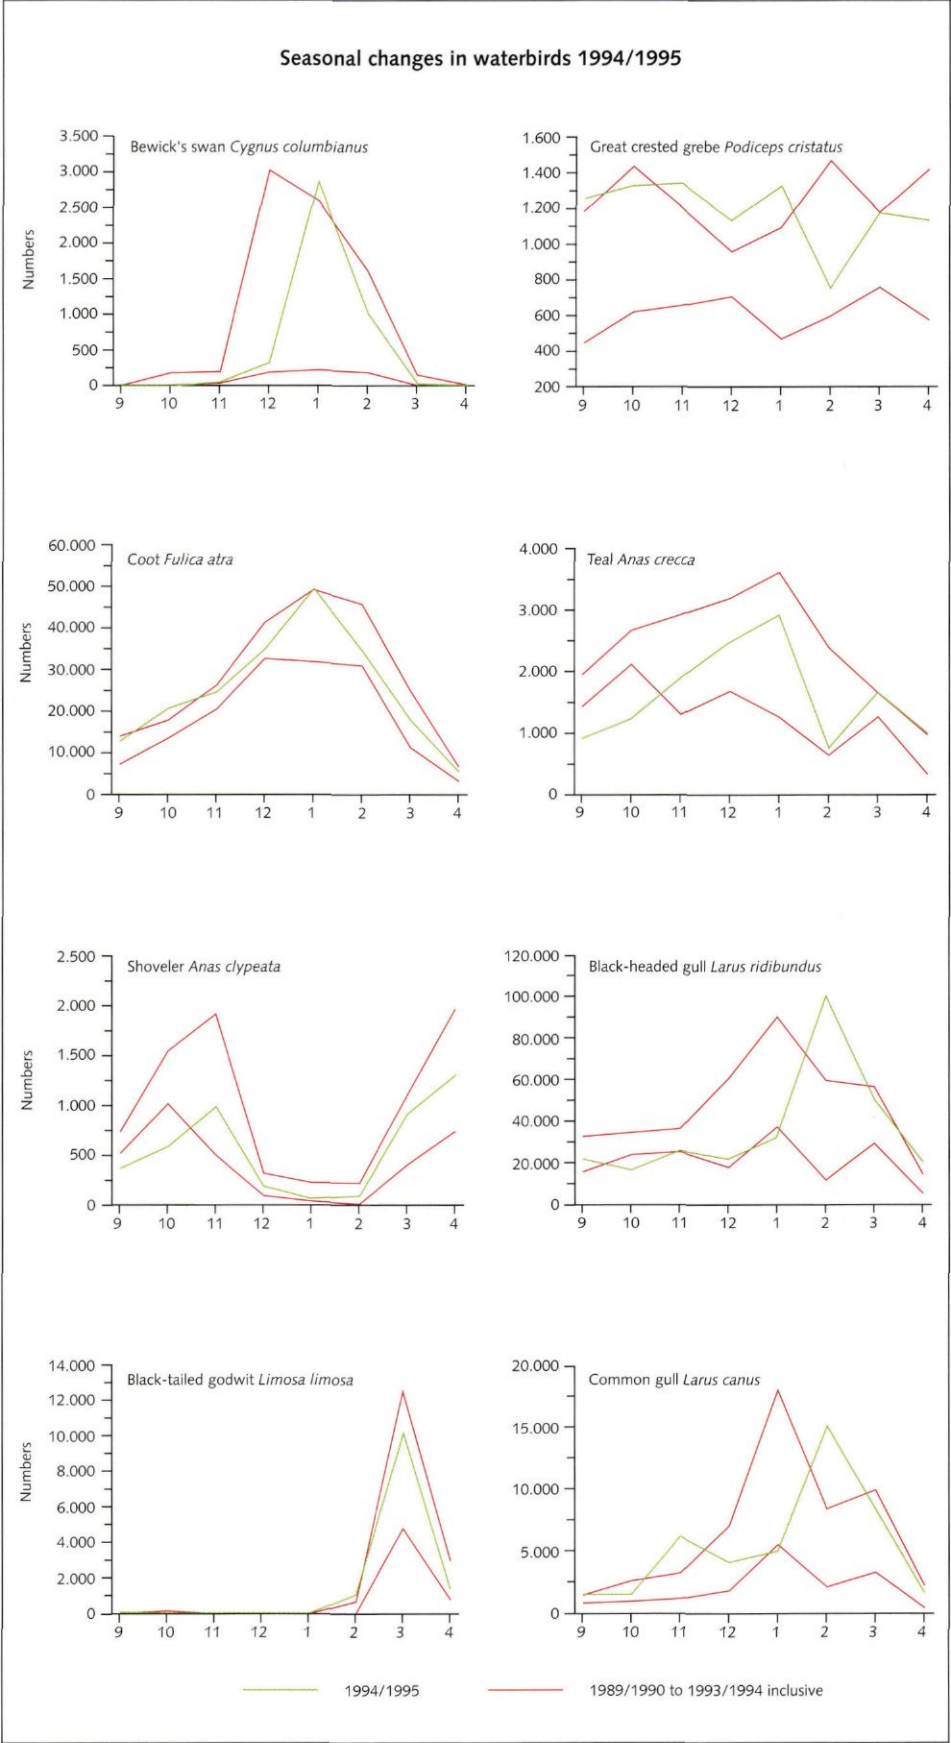 Seasonal changes in waterbirds 1994/1995
Bewick's swan Cygnus columbianus
Numbers
3.500
3.000
2.500
2.000
1.500
1.000
500
0
9 10 11 12 1 2 3 4
Great crested grebe Podiceps cristatus
1.600
1.400
1.200
1.000
800
600
400
200
9 10 11 12 1 2 3 4
Coot Fulica atra
Numbers
60.000
50.000
40.000
30.000
20.000
10.000
0
9 10 11 12 1 2 3 4
Teal Anas crecca
4.000
3.000
2.000
1.000
0
9 10 11 12 1 2 3 4
Shoveler Anas clypeata
Numbers
2.500
2.000
1.500
1.000
500
0
9 10 11 12 1 2 3 4
Black-headed gull Larus ridibundus
120.000
100.000
80.000
60.000
40.000
20.000
0
9 10 11 12 1 2 3 4
Black-tailed godwit Limosa limosa
Numbers
14.000
12.000
10.000
8.000
6.000
4.000
2.000
0
9 10 11 12 1 2 3 4
Common gull Larus canus
20.000
15.000
10.000
5.000
0
9 10 11 12 1 2 3 4
1994/1995
1989/1990 to 1993/1994 inclusive